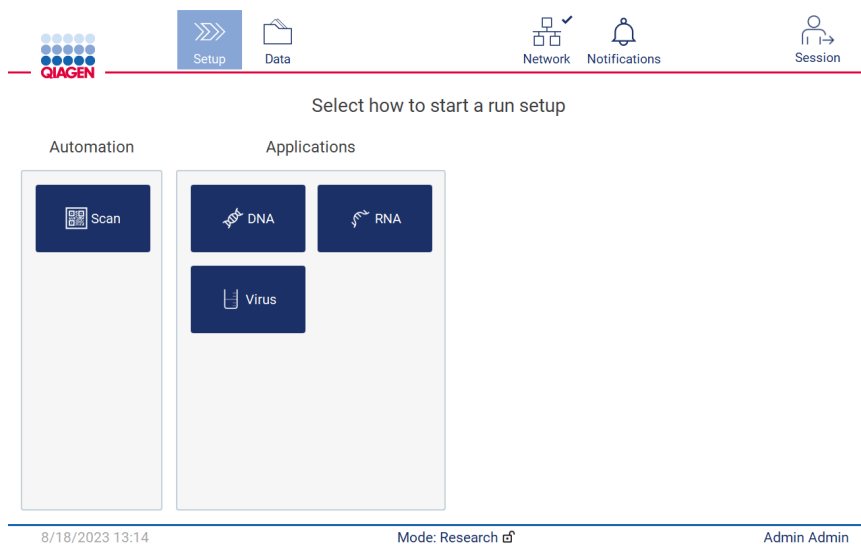 QIAGEN
Setup
Data
Network
Notifications
Session
Select how to start a run setup
Automation
Applications
Scan
DNA
RNA
Virus
8/18/2023 13:14
Mode: Research
Admin Admin